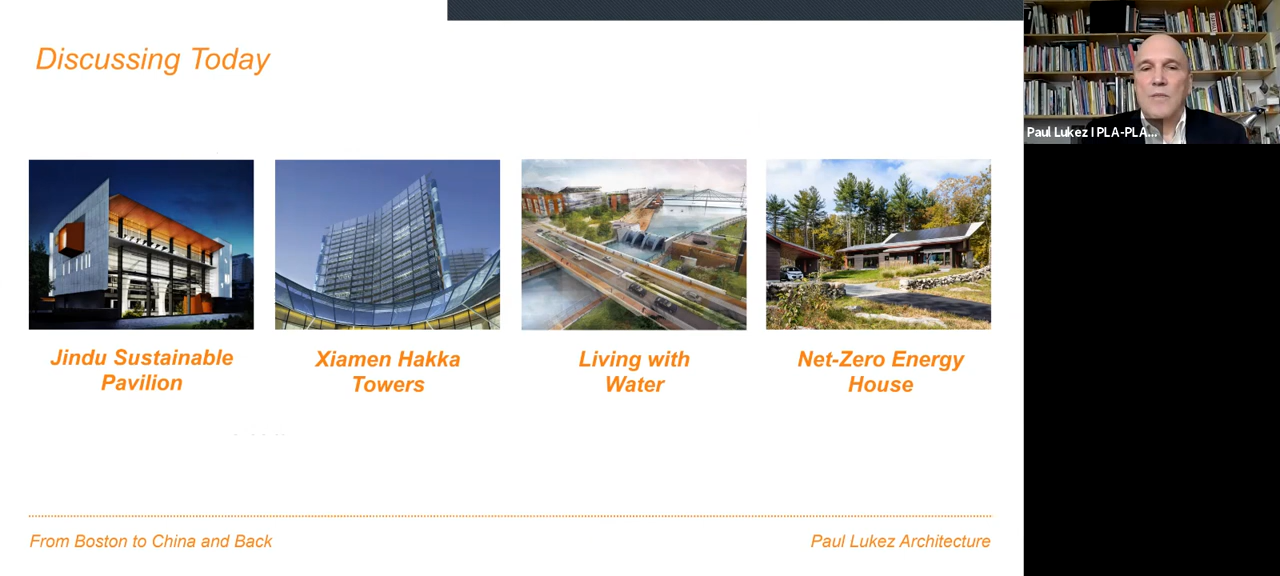 Discussing Today
Paul Lukez I PLA-PLA...
Jindu Sustainable
Pavilion
Xiamen Hakka
Towers
Living with
Water
Net-Zero Energy
House
From Boston to China and Back
Paul Lukez Architecture